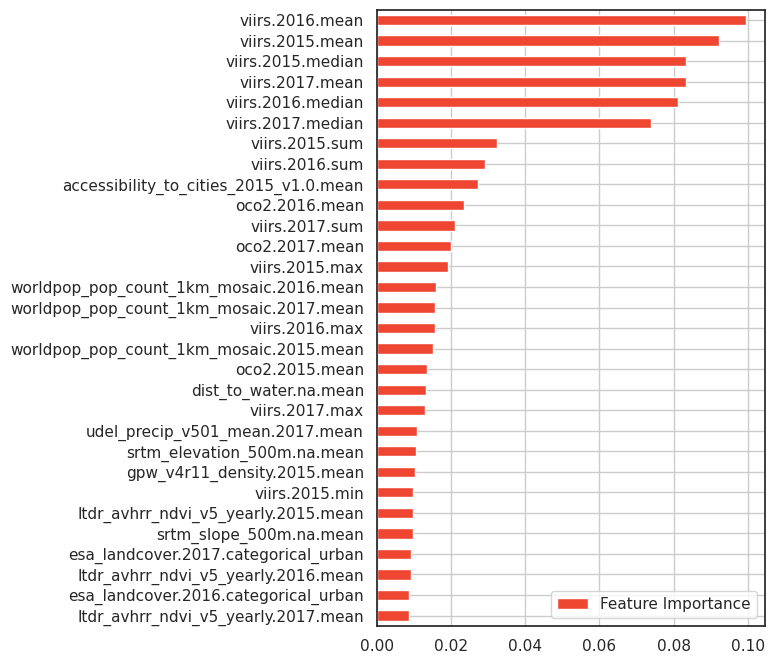 viirs.2016.mean
viirs.2015.mean
viirs.2015.median
viirs.2017.mean
viirs.2016.median
viirs.2017.median
viirs.2015.sum
viirs.2016.sum
accessibility_to_cities_2015_v1.0.mean
oco2.2016.mean
viirs.2017.sum
oco2.2017.mean
viirs.2015.max
worldpop_pop_count_1km_mosaic.2016.mean
worldpop_pop_count_1km_mosaic.2017.mean
viirs.2016.max
worldpop_pop_count_1km_mosaic.2015.mean
oco2.2015.mean
dist_to_water.na.mean
viirs.2017.max
udel_precip_v501_mean.2017.mean
srtm_elevation_500m.na.mean
gpw_v4r11_density.2015.mean
viirs.2015.min
ltdr_avhrr_ndvi_v5_yearly.2015.mean
srtm_slope_500m.na.mean
esa_landcover.2017.categorical_urban
ltdr_avhrr_ndvi_v5_yearly.2016.mean
esa_landcover.2016.categorical_urban
ltdr_avhrr_ndvi_v5_yearly.2017.mean
Feature Importance
0.00 0.02 0.04 0.06 0.08 0.10